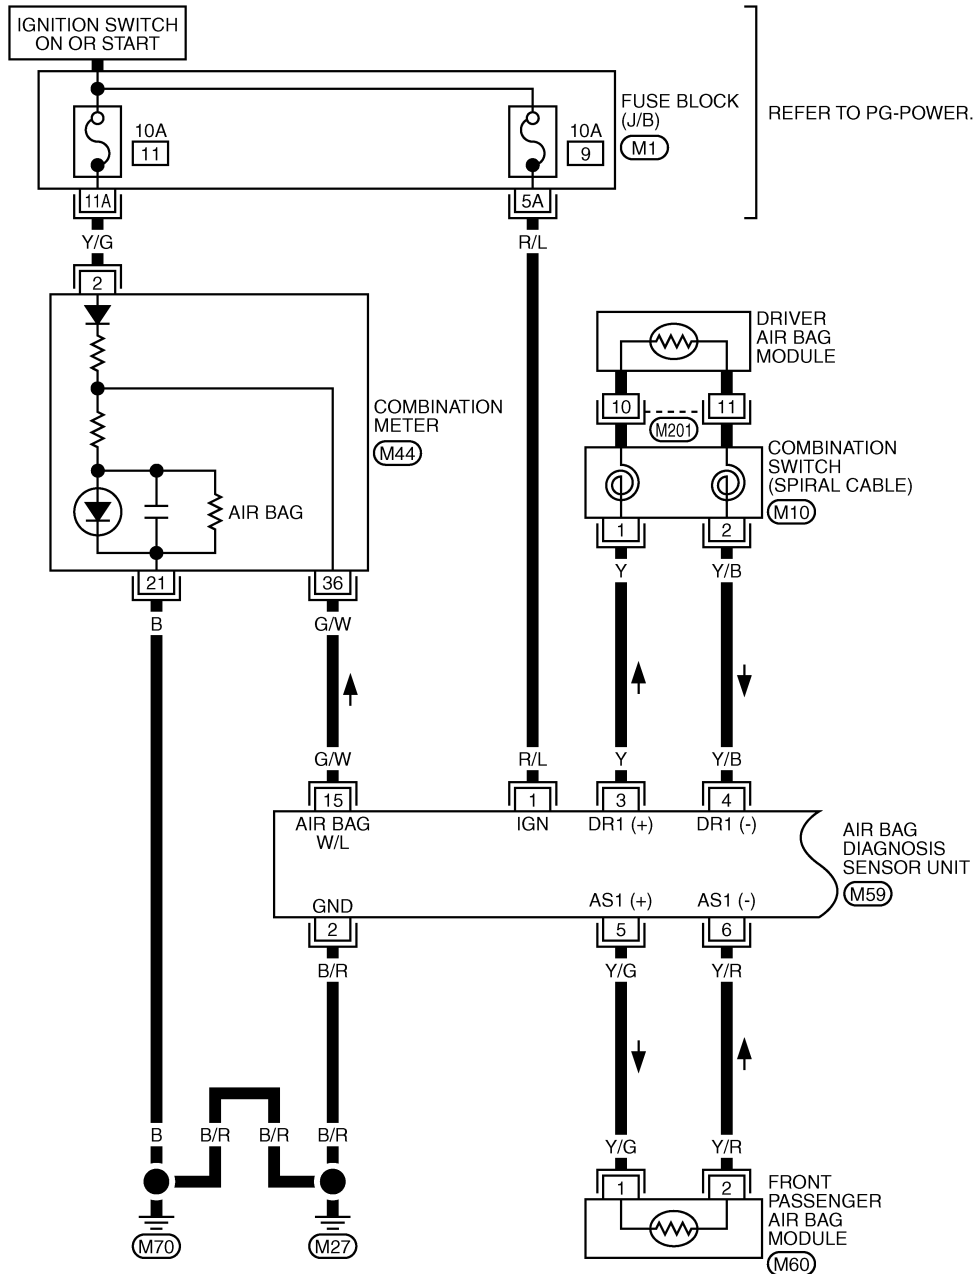 IGNITION SWITCH
ON OR START
FUSE BLOCK
(J/B)
M1
REFER TO PG-POWER.
10A
11
10A
9
11A
5A
Y/G
R/L
2
DRIVER
AIR BAG
MODULE
COMBINATION
METER
M44
10
11
M201
COMBINATION
SWITCH
(SPIRAL CABLE)
M10
AIR BAG
1
2
21
36
Y
Y/B
B
G/W
G/W
R/L
Y
Y/B
15
1
3
4
AIR BAG
W/L
IGN
DR1 (+)
DR1 (-)
AIR BAG
DIAGNOSIS
SENSOR UNIT
M59
GND
AS1 (+)
AS1 (-)
2
5
6
B/R
Y/G
Y/R
B
B/R
B/R
B/R
Y/G
Y/R
1
2
FRONT
PASSENGER
AIR BAG
MODULE
M60
M70
M27